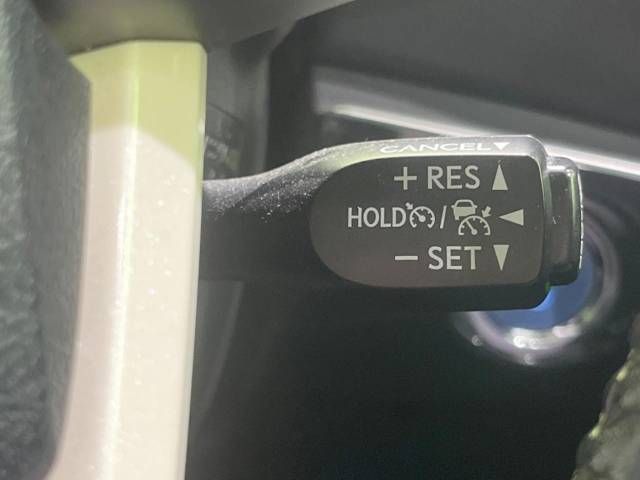 CANCEL▼
+ RES ▲
HOLD / ◀
− SET ▼